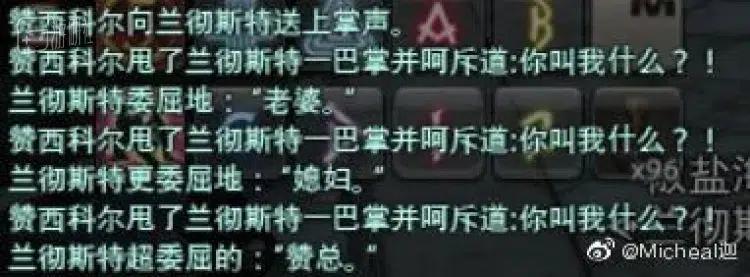 赞西科尔向兰彻斯特送上掌声。
赞西科尔甩了兰彻斯特一巴掌并呵斥道:你叫我什么？！
兰彻斯特委屈地："老婆。"
赞西科尔甩了兰彻斯特一巴掌并呵斥道:你叫我什么？！
兰彻斯特更委屈地："媳妇。"
x96
赞西科尔甩了兰彻斯特一巴掌并呵斥道:你叫我什么？！
兰彻斯特超委屈的："赞总。"
@Micheal迴